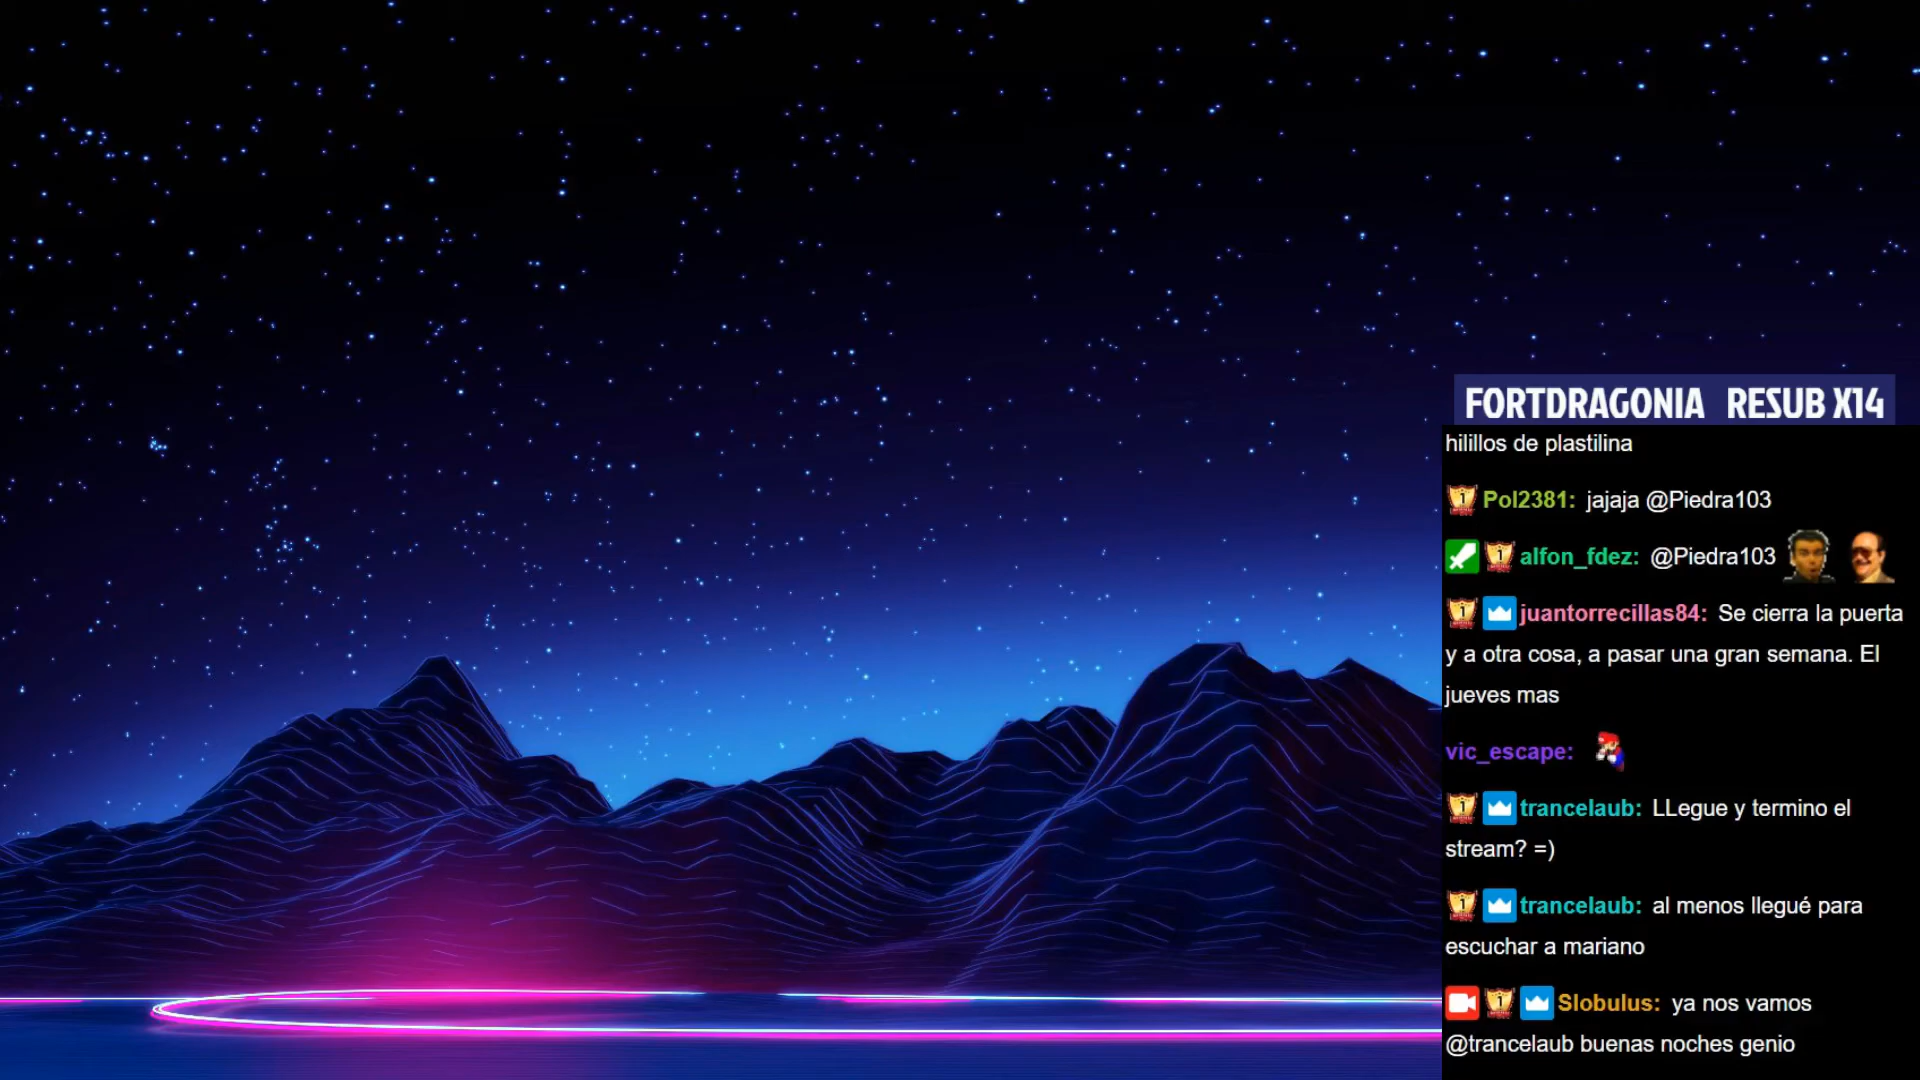 FORTDRAGONIA RESUB X14
hilillos de plastilina
Pol2381: jajaja @Piedra103
alfon_fdez: @Piedra103
juantorrecillas84: Se cierra la puerta
y a otra cosa, a pasar una gran semana. El
jueves mas
vic_escape:
trancelaub: LLegue y termino el
stream? =)
trancelaub: al menos llegué para
escuchar a mariano
Slobulus: ya nos vamos
@trancelaub buenas noches genio